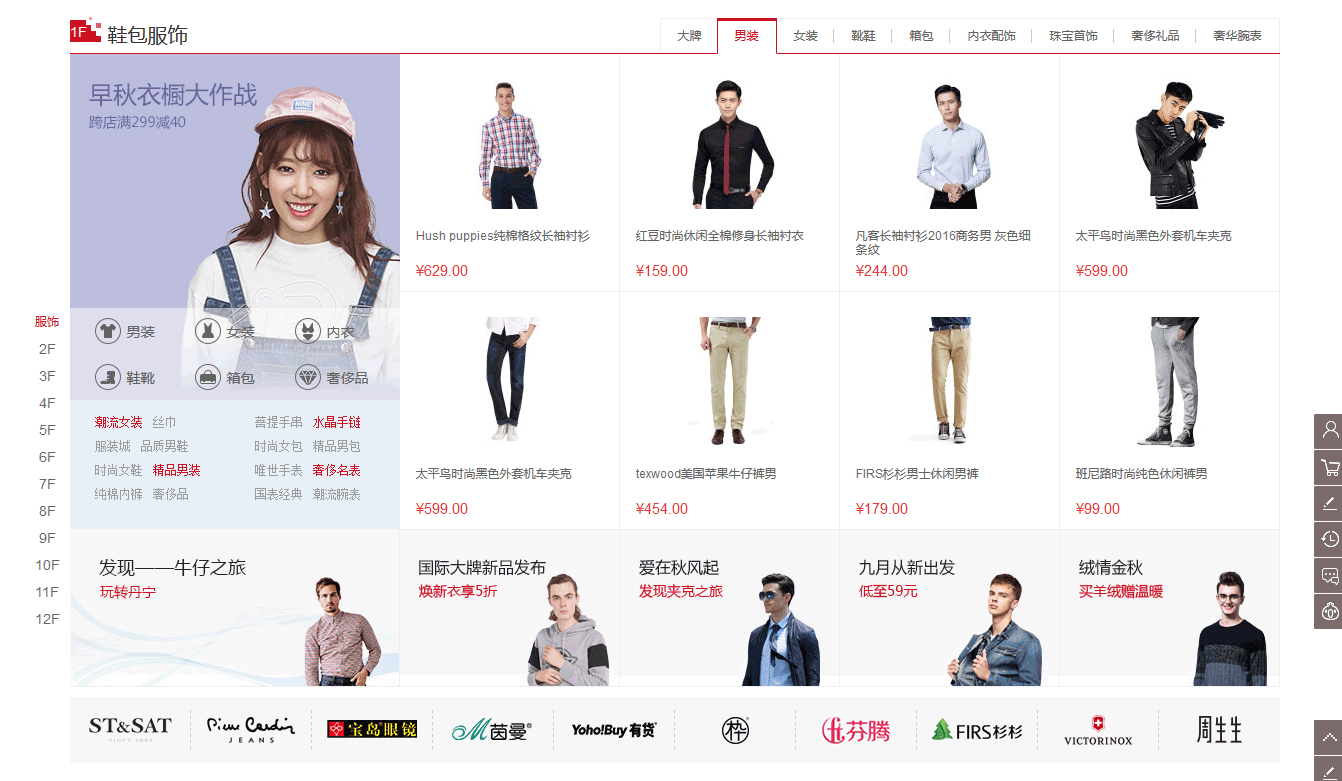 1F 鞋包服饰
大牌 男装 女装 靴鞋 箱包 内衣配饰 珠宝首饰 奢侈礼品 奢华腕表
早秋衣橱大作战
跨店满299减40
NINE
男装 女装 内衣
鞋靴 箱包 奢侈品
潮流女装 丝巾 菩提手串 水晶手链
服装城 品质男鞋 时尚女包 精品男包
时尚女鞋 精品男装 唯世手表 奢侈名表
纯棉内裤 奢侈品 国表经典 潮流腕表
Hush puppies纯棉格纹长袖衬衫
¥629.00
红豆时尚休闲全棉修身长袖衬衣
¥159.00
凡客长袖衬衫2016商务男 灰色细
条纹
¥244.00
太平鸟时尚黑色外套机车夹克
¥599.00
太平鸟时尚黑色外套机车夹克
¥599.00
texwood美国苹果牛仔裤男
¥454.00
FIRS杉杉男士休闲男裤
¥179.00
班尼路时尚纯色休闲裤男
¥99.00
发现——牛仔之旅
玩转丹宁
国际大牌新品发布
焕新衣享5折
爱在秋风起
发现夹克之旅
九月从新出发
低至59元
绒情金秋
买羊绒赠温暖
服饰
2F
3F
4F
5F
6F
7F
8F
9F
10F
11F
12F
ST&SAT
Pierre Cardin
JEANS
宝岛眼镜
茵曼
Yoho!Buy有货
芬腾
FIRS杉杉
VICTORINOX
周生生